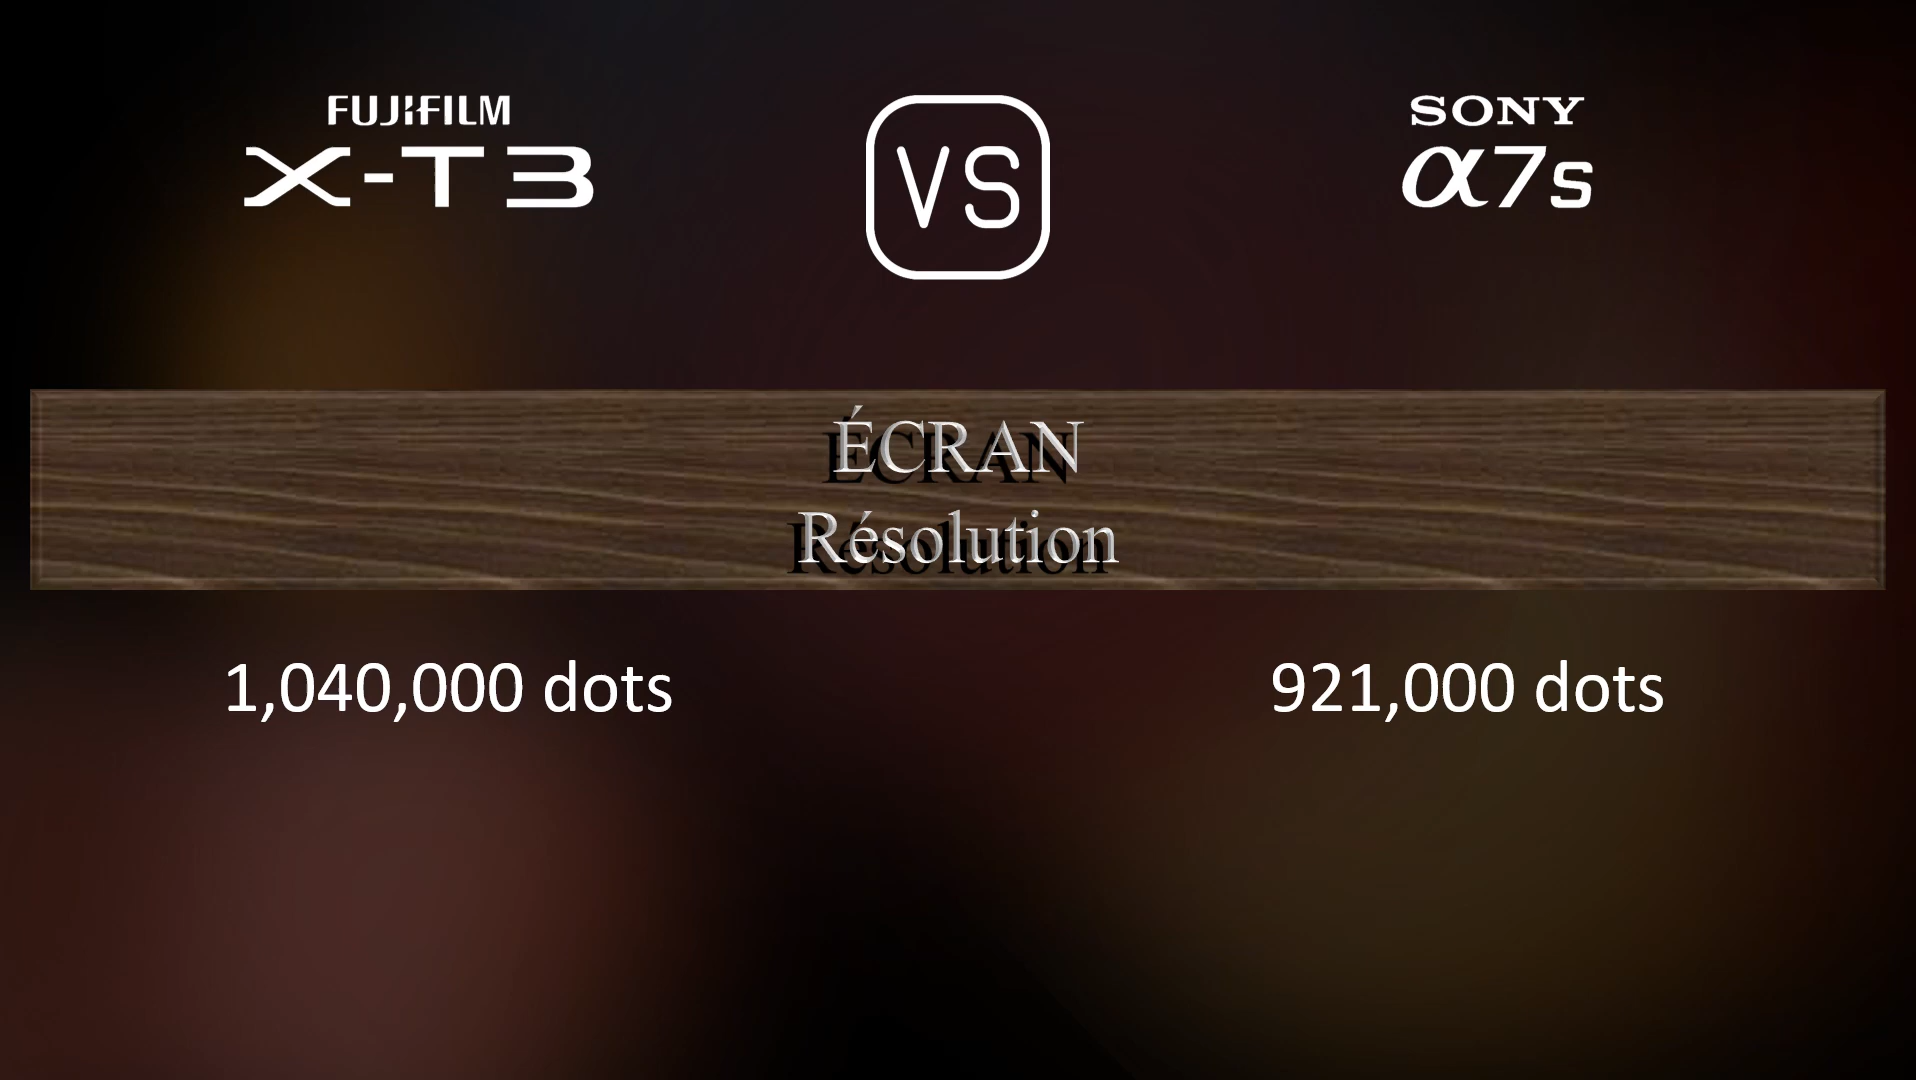 FUJIFILM
X-T3
VS
SONY
α7s
ÉCRAN
Résolution
1,040,000 dots
921,000 dots